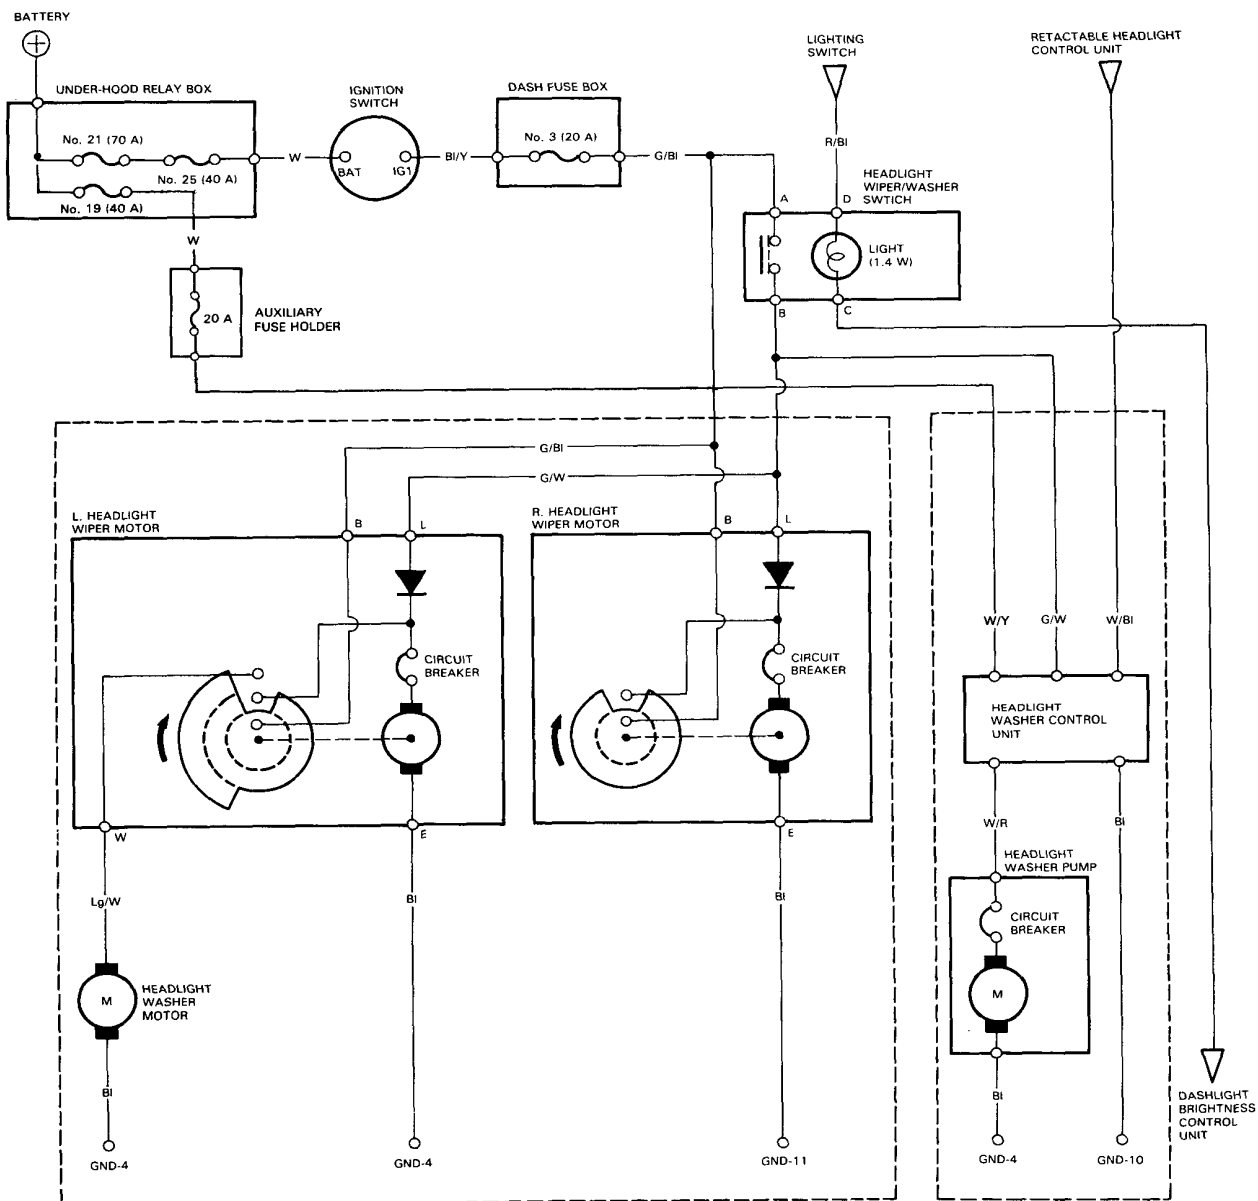 BATTERY
UNDER-HOOD RELAY BOX
No. 21 (70 A)
No. 25 (40 A)
No. 19 (40 A)
W
W
IGNITION
SWITCH
BAT
IG1
Bl/Y
DASH FUSE BOX
No. 3 (20 A)
G/Bl
LIGHTING
SWITCH
R/Bl
RETACTABLE HEADLIGHT
CONTROL UNIT
HEADLIGHT
WIPER/WASHER
SWTICH
A
D
LIGHT
(1.4 W)
B
C
20 A
AUXILIARY
FUSE HOLDER
G/Bl
G/W
L. HEADLIGHT
WIPER MOTOR
B
L
CIRCUIT
BREAKER
W
E
R. HEADLIGHT
WIPER MOTOR
B
L
CIRCUIT
BREAKER
E
W/Y
G/W
W/Bl
HEADLIGHT
WASHER CONTROL
UNIT
W/R
Bl
HEADLIGHT
WASHER PUMP
CIRCUIT
BREAKER
M
Lg/W
Bl
Bl
M
HEADLIGHT
WASHER
MOTOR
Bl
Bl
GND-4
GND-4
GND-11
GND-4
GND-10
DASHLIGHT
BRIGHTNESS
CONTROL
UNIT